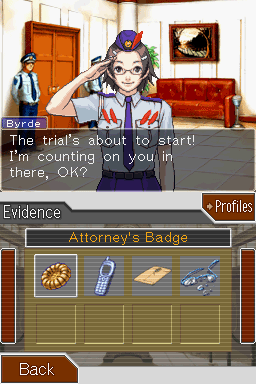 Byrde
The trial's about to start!
I'm counting on you in
there, OK?
Profiles
Evidence
Attorney's Badge
Back